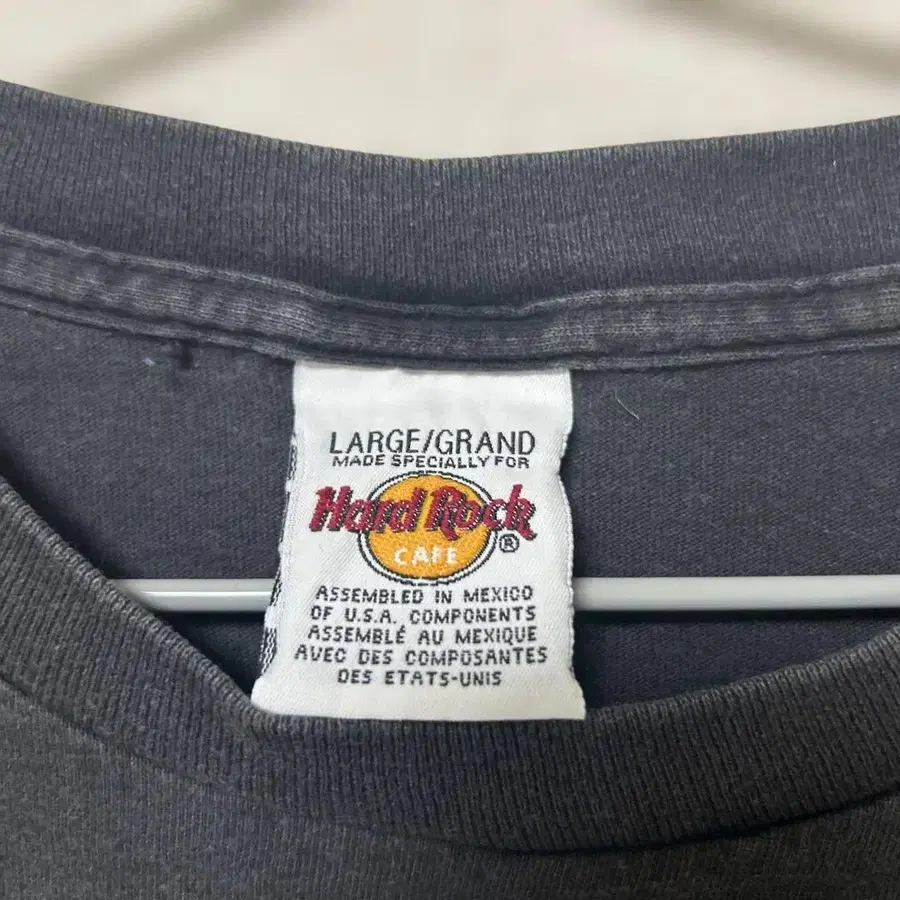 LARGE/GRAND
MADE SPECIALLY FOR
Hard Rock
CAFE ®
ASSEMBLED IN MEXICO
OF U.S.A. COMPONENTS
ASSEMBLÉ AU MEXIQUE
AVEC DES COMPOSANTES
DES ETATS-UNIS